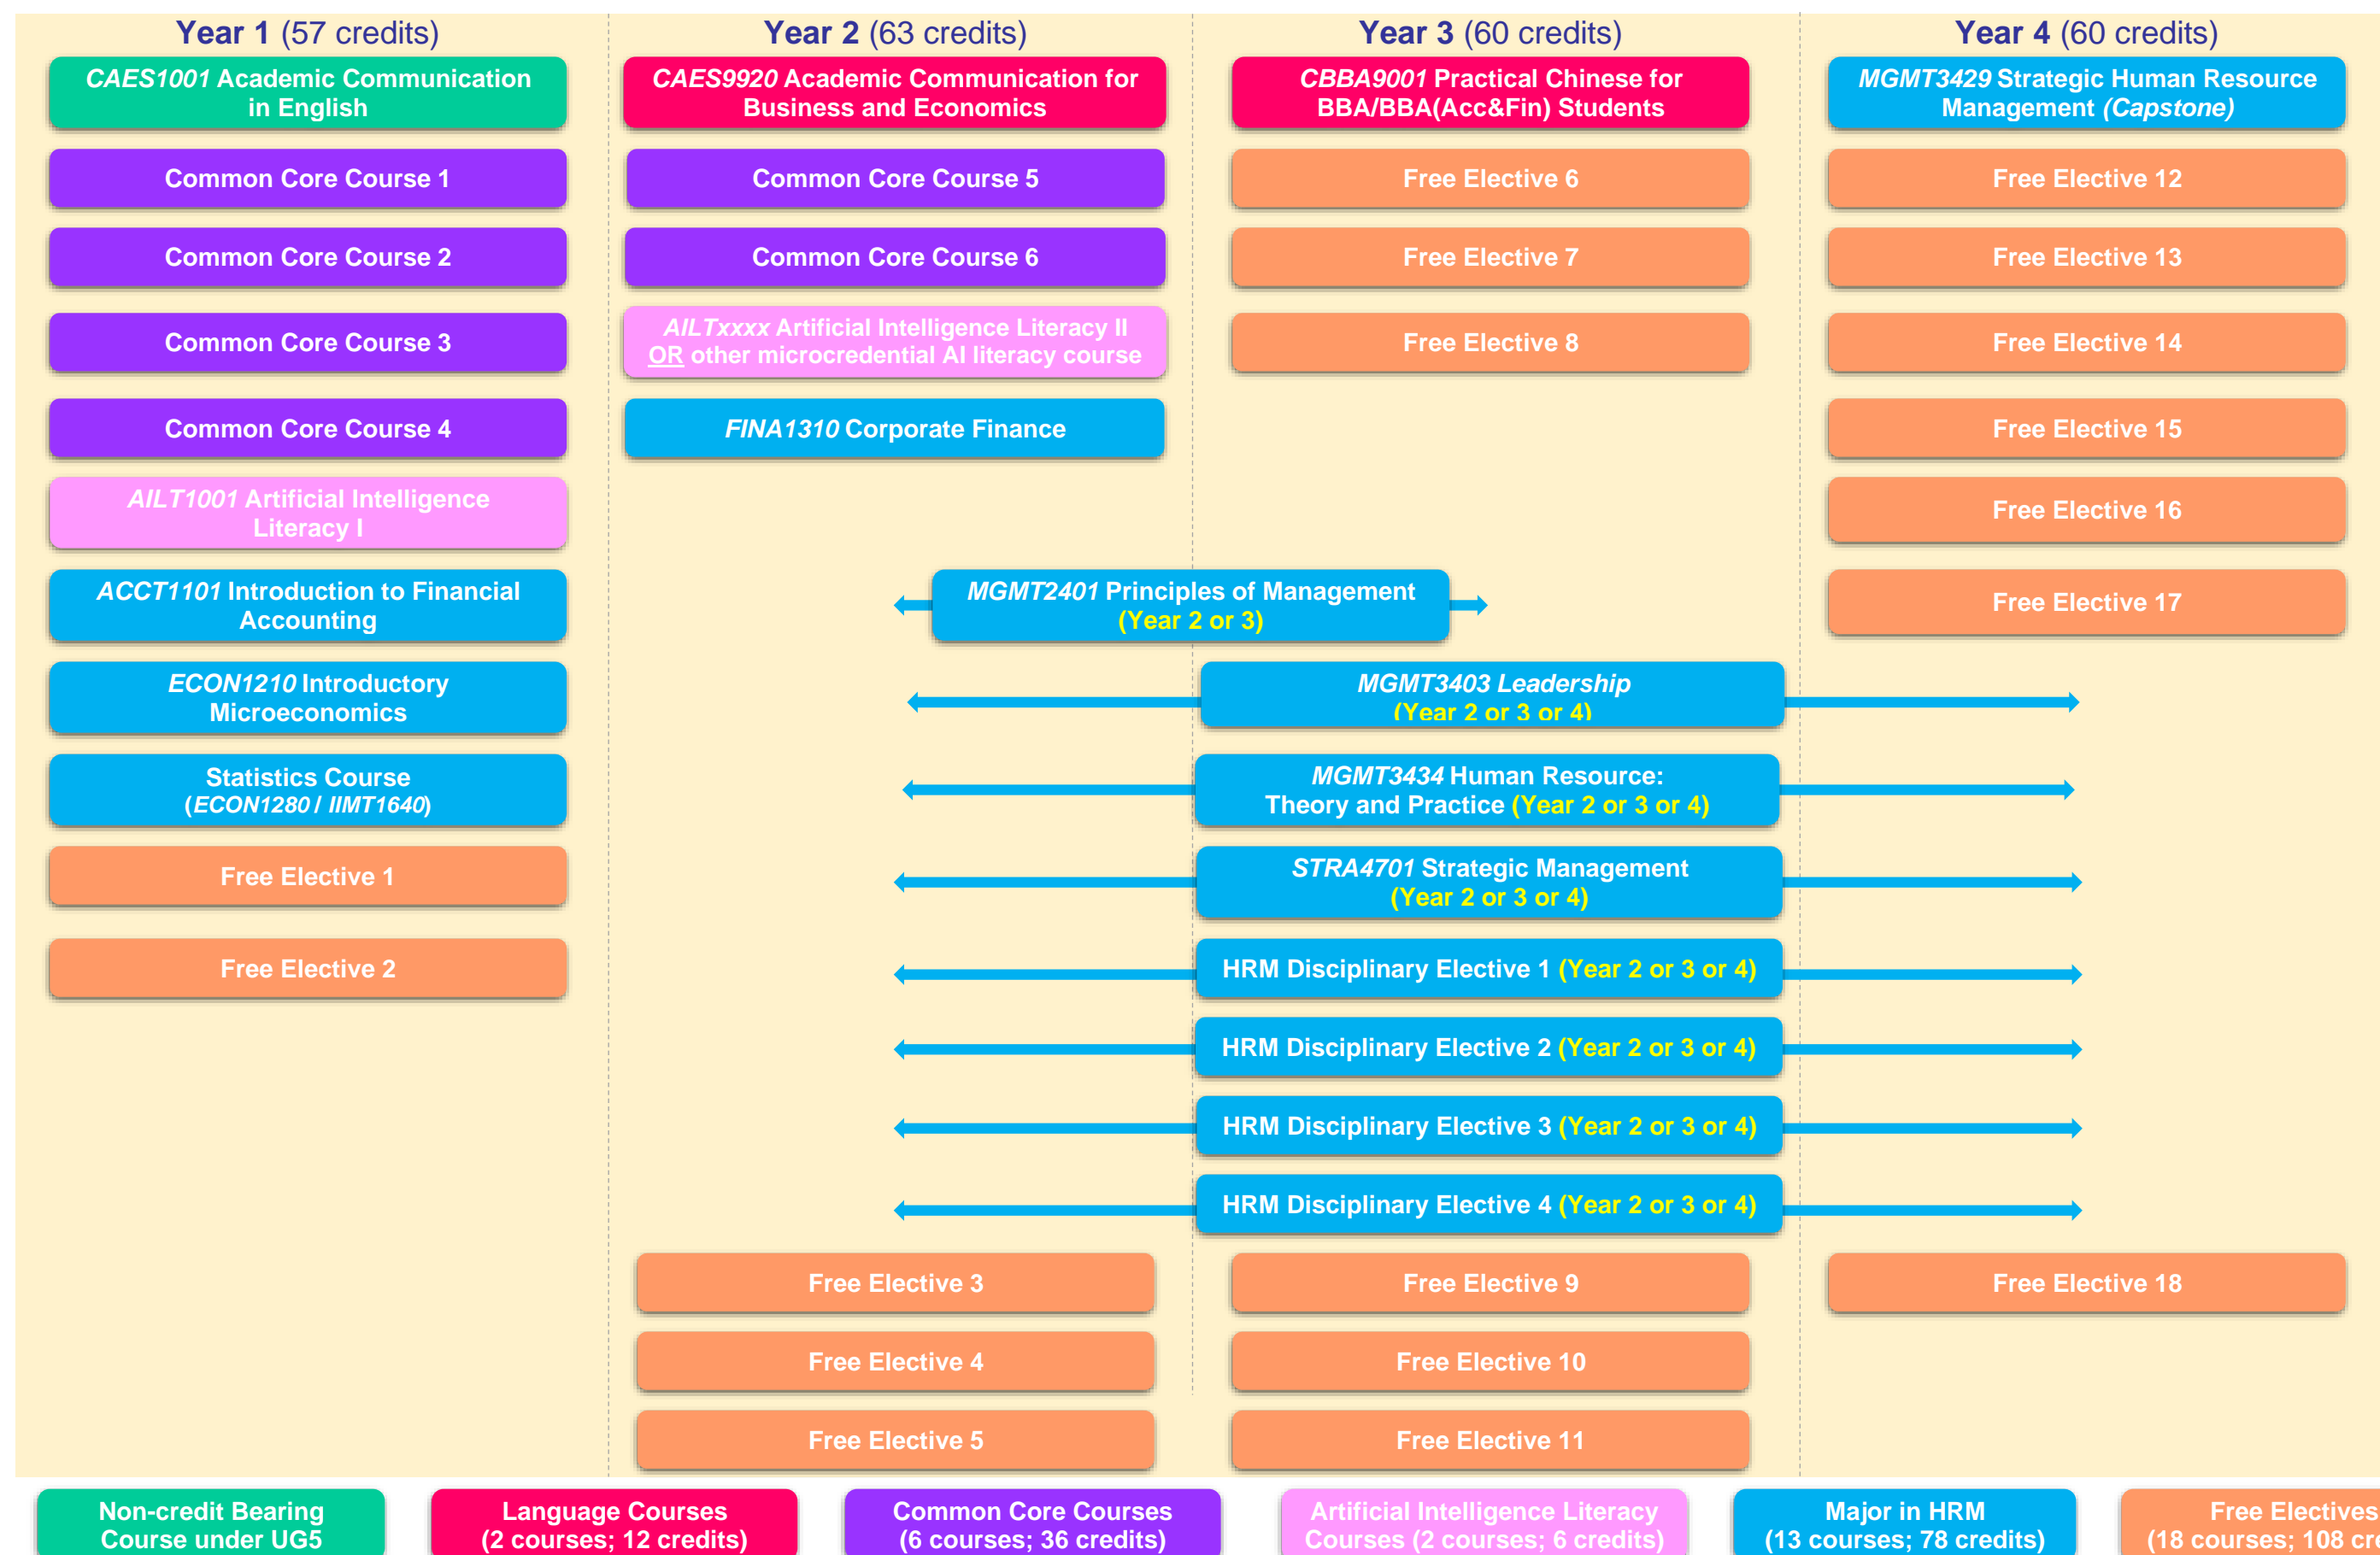 Year 1 (57 credits)
CAES1001 Academic Communication
in English
Common Core Course 1
Common Core Course 2
Common Core Course 3
Common Core Course 4
AILT1001 Artificial Intelligence
Literacy I
ACCT1101 Introduction to Financial
Accounting
ECON1210 Introductory
Microeconomics
Statistics Course
(ECON1280 / IIMT1640)
Free Elective 1
Free Elective 2
Year 2 (63 credits)
CAES9920 Academic Communication for
Business and Economics
Common Core Course 5
Common Core Course 6
AILTxxxx Artificial Intelligence Literacy II
OR other microcredential AI literacy course
FINA1310 Corporate Finance
MGMT2401 Principles of Management
(Year 2 or 3)
Free Elective 3
Free Elective 4
Free Elective 5
Year 3 (60 credits)
CBBA9001 Practical Chinese for
BBA/BBA(Acc&Fin) Students
Free Elective 6
Free Elective 7
Free Elective 8
MGMT3403 Leadership
(Year 2 or 3 or 4)
MGMT3434 Human Resource:
Theory and Practice (Year 2 or 3 or 4)
STRA4701 Strategic Management
(Year 2 or 3 or 4)
HRM Disciplinary Elective 1 (Year 2 or 3 or 4)
HRM Disciplinary Elective 2 (Year 2 or 3 or 4)
HRM Disciplinary Elective 3 (Year 2 or 3 or 4)
HRM Disciplinary Elective 4 (Year 2 or 3 or 4)
Free Elective 9
Free Elective 10
Free Elective 11
Year 4 (60 credits)
MGMT3429 Strategic Human Resource
Management (Capstone)
Free Elective 12
Free Elective 13
Free Elective 14
Free Elective 15
Free Elective 16
Free Elective 17
Free Elective 18
Non-credit Bearing
Course under UG5
Language Courses
(2 courses; 12 credits)
Common Core Courses
(6 courses; 36 credits)
Artificial Intelligence Literacy
Courses (2 courses; 6 credits)
Major in HRM
(13 courses; 78 credits)
Free Electives
(18 courses; 108